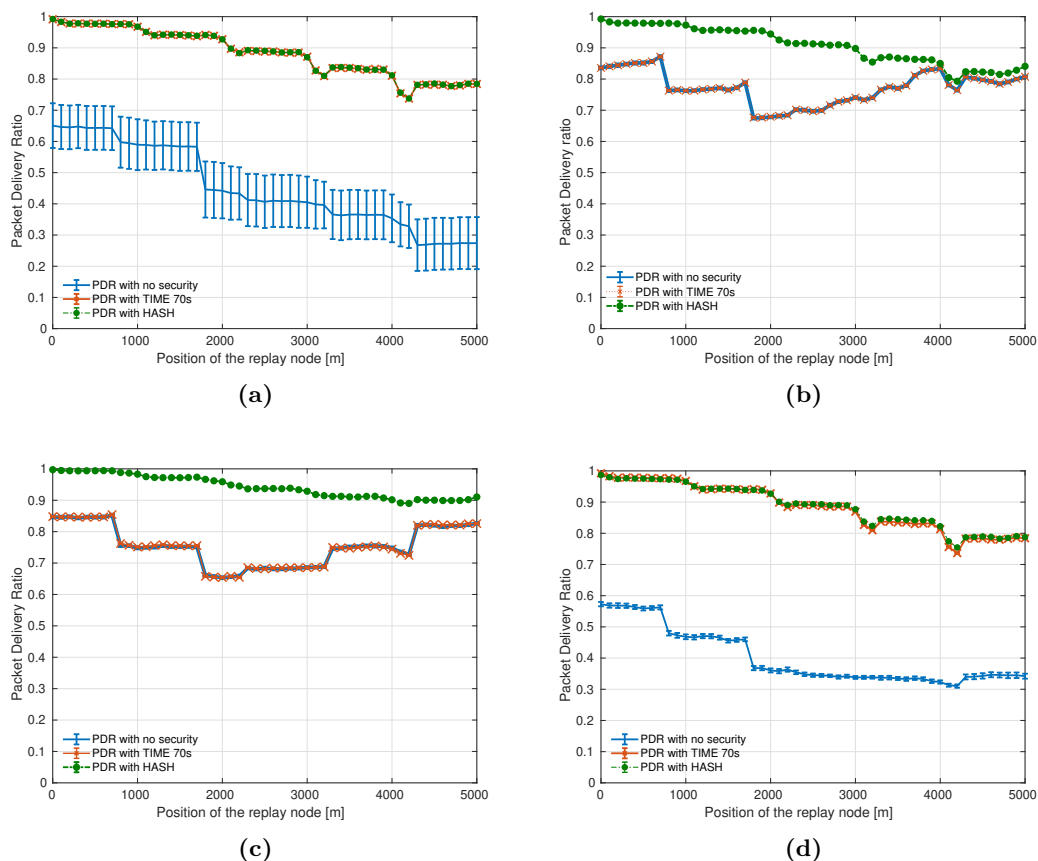 1
0.9
0.8
0.7
0.6
0.5
0.4
0.3
0.2
0.1
0
Packet Delivery Ratio
PDR with no security
PDR with TIME 70s
PDR with HASH
0 1000 2000 3000 4000 5000
Position of the replay node [m]
(a)
1
0.9
0.8
0.7
0.6
0.5
0.4
0.3
0.2
0.1
0
Packet Delivery ratio
PDR with no security
PDR with TIME 70s
PDR with HASH
0 1000 2000 3000 4000 5000
Position of the replay node [m]
(b)
1
0.9
0.8
0.7
0.6
0.5
0.4
0.3
0.2
0.1
0
Packet Delivery Ratio
PDR with no security
PDR with TIME 70s
PDR with HASH
0 1000 2000 3000 4000 5000
Position of the replay node [m]
(c)
1
0.9
0.8
0.7
0.6
0.5
0.4
0.3
0.2
0.1
0
Packet Delivery Ratio
PDR with no security
PDR with TIME 70s
PDR with HASH
0 1000 2000 3000 4000 5000
Position of the replay node [m]
(d)